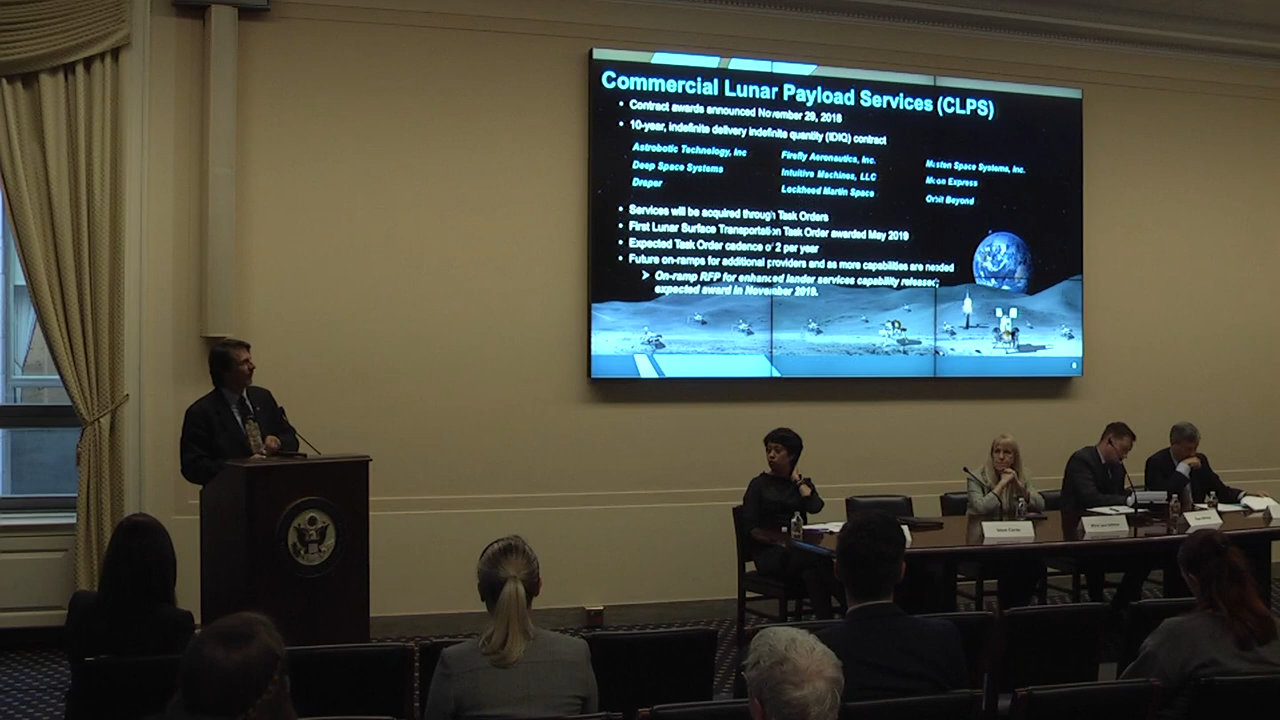 Commercial Lunar Payload Services (CLPS)
• Contract awards announced November 29, 2018
• 10-year, indefinite delivery indefinite quantity (IDIQ) contract
Astrobotic Technology, Inc
Deep Space Systems
Draper
Firefly Aeronautics, Inc.
Intuitive Machines, LLC
Lockheed Martin Space
Masten Space Systems, Inc.
Moon Express
Orbit Beyond
• Services will be acquired through Task Orders
• First Lunar Surface Transportation Task Order awarded May 2019
• Expected Task Order cadence of 2 per year
• Future on-ramps for additional providers and as more capabilities are needed
➤ On-ramp RFP for enhanced lander services capability released;
expected award in November 2019.